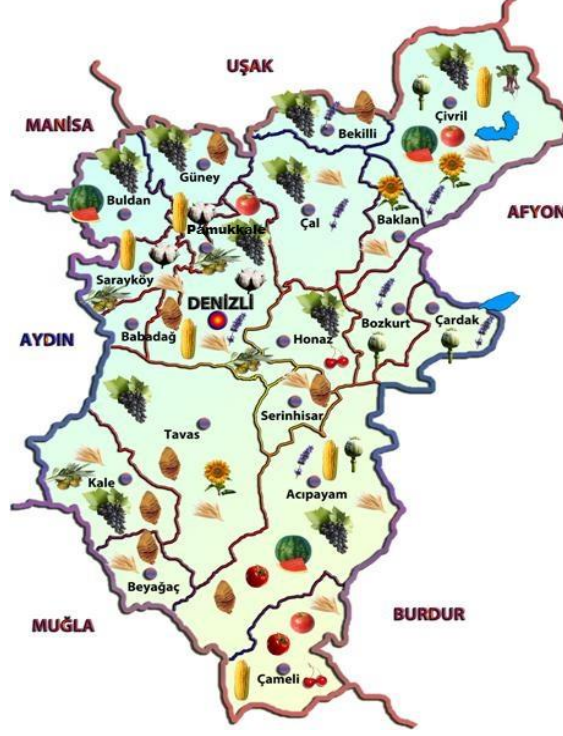 UŞAK
MANİSA
Çivril
Bekilli
Güney
Buldan
Çal
Baklan
AFYON
Pamukkale
Sarayköy
DENİZLİ
Bozkurt
Çardak
AYDIN
Babadağ
Honaz
Serinhisar
Tavas
Kale
Acıpayam
Beyağaç
MUĞLA
BURDUR
Çameli